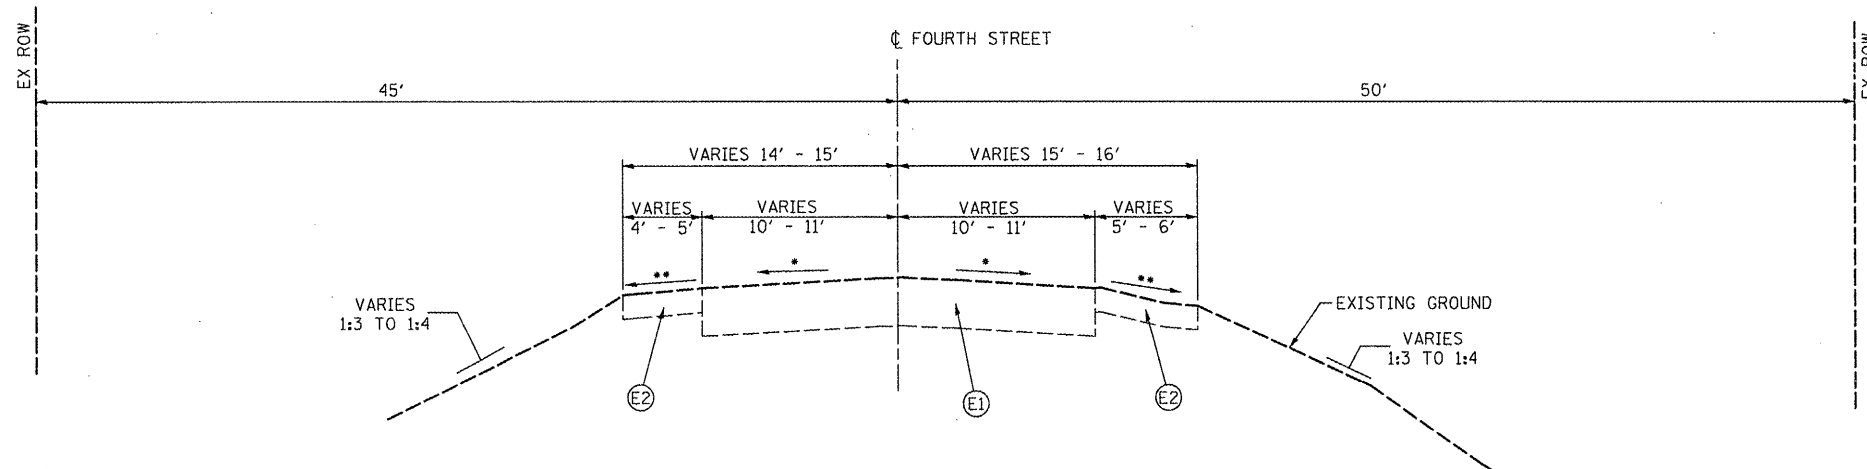 EX ROW
℄ FOURTH STREET
EX ROW
45'
50'
VARIES 14' - 15'
VARIES 15' - 16'
VARIES
4' - 5'
VARIES
10' - 11'
VARIES
10' - 11'
VARIES
5' - 6'
**
*
*
**
VARIES
1:3 TO 1:4
EXISTING GROUND
VARIES
1:3 TO 1:4
E2
E1
E2